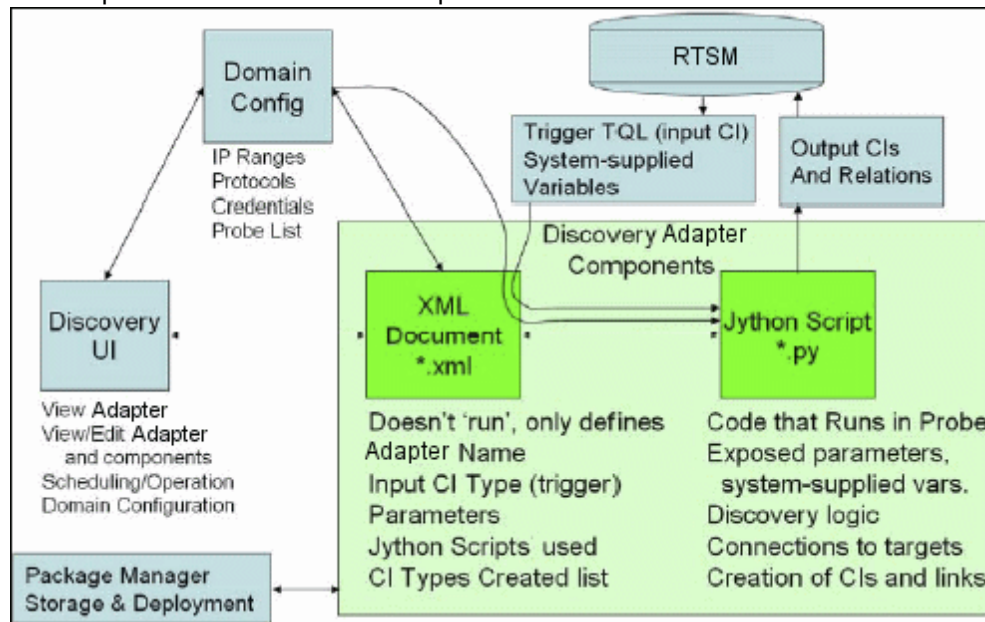 Domain
Config
IP Ranges
Protocols
Credentials
Probe List
RTSM
Trigger TQL (input CI)
System-supplied
Variables
Output CIs
And Relations
Discovery Adapter
Components
Discovery
UI
View Adapter
View/Edit Adapter
and components
Scheduling/Operation
Domain Configuration
XML
Document
*.xml
Doesn't 'run', only defines
Adapter Name
Input CI Type (trigger)
Parameters
Jython Scripts used
CI Types Created list
Jython Script
*.py
Code that Runs in Probe
Exposed parameters,
system-supplied vars.
Discovery logic
Connections to targets
Creation of CIs and links
Package Manager
Storage & Deployment